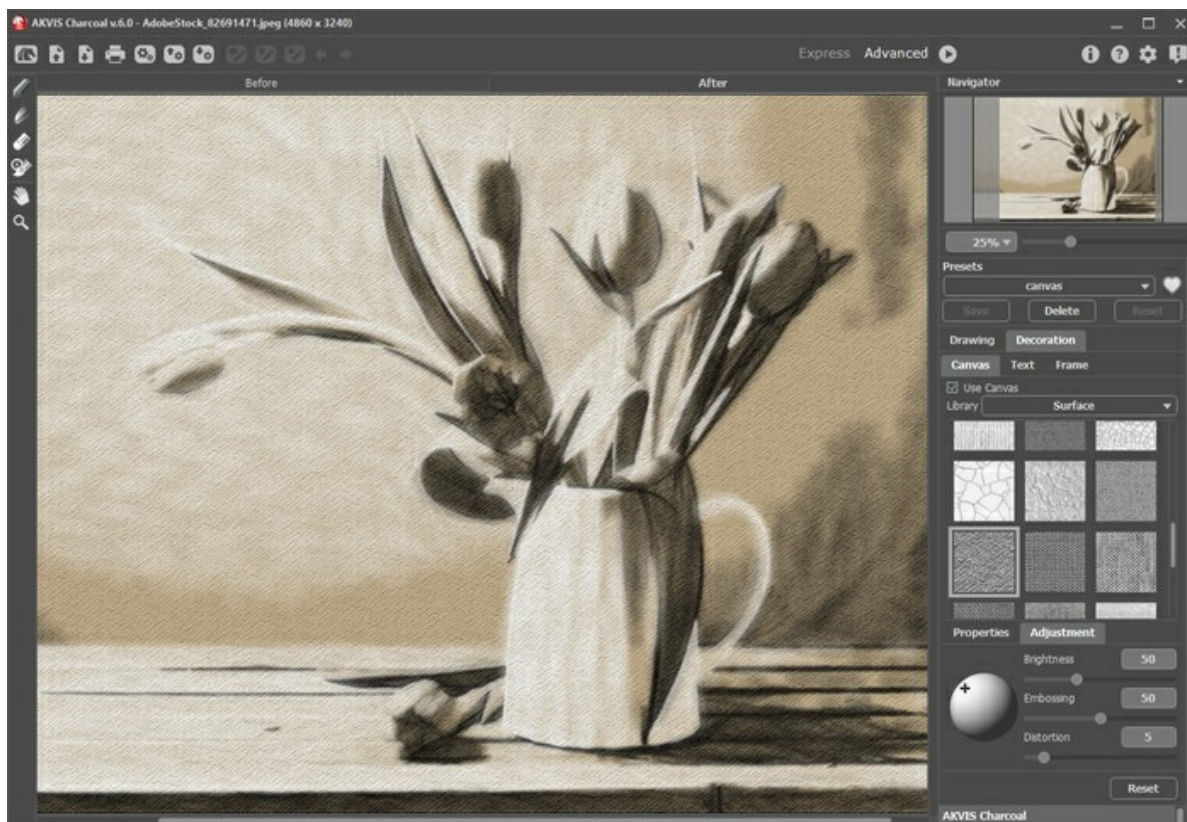 AKVIS Charcoal v.6.0 - AdobeStock_82691471.jpeg (4860 x 3240)
Express Advanced
Before After
Navigator
25%
Presets
canvas
Save Delete Reset
Drawing Decoration
Canvas Text Frame
Use Canvas
Library Surface
Properties Adjustment
Brightness 50
Embossing 50
Distortion 5
Reset
AKVIS Charcoal